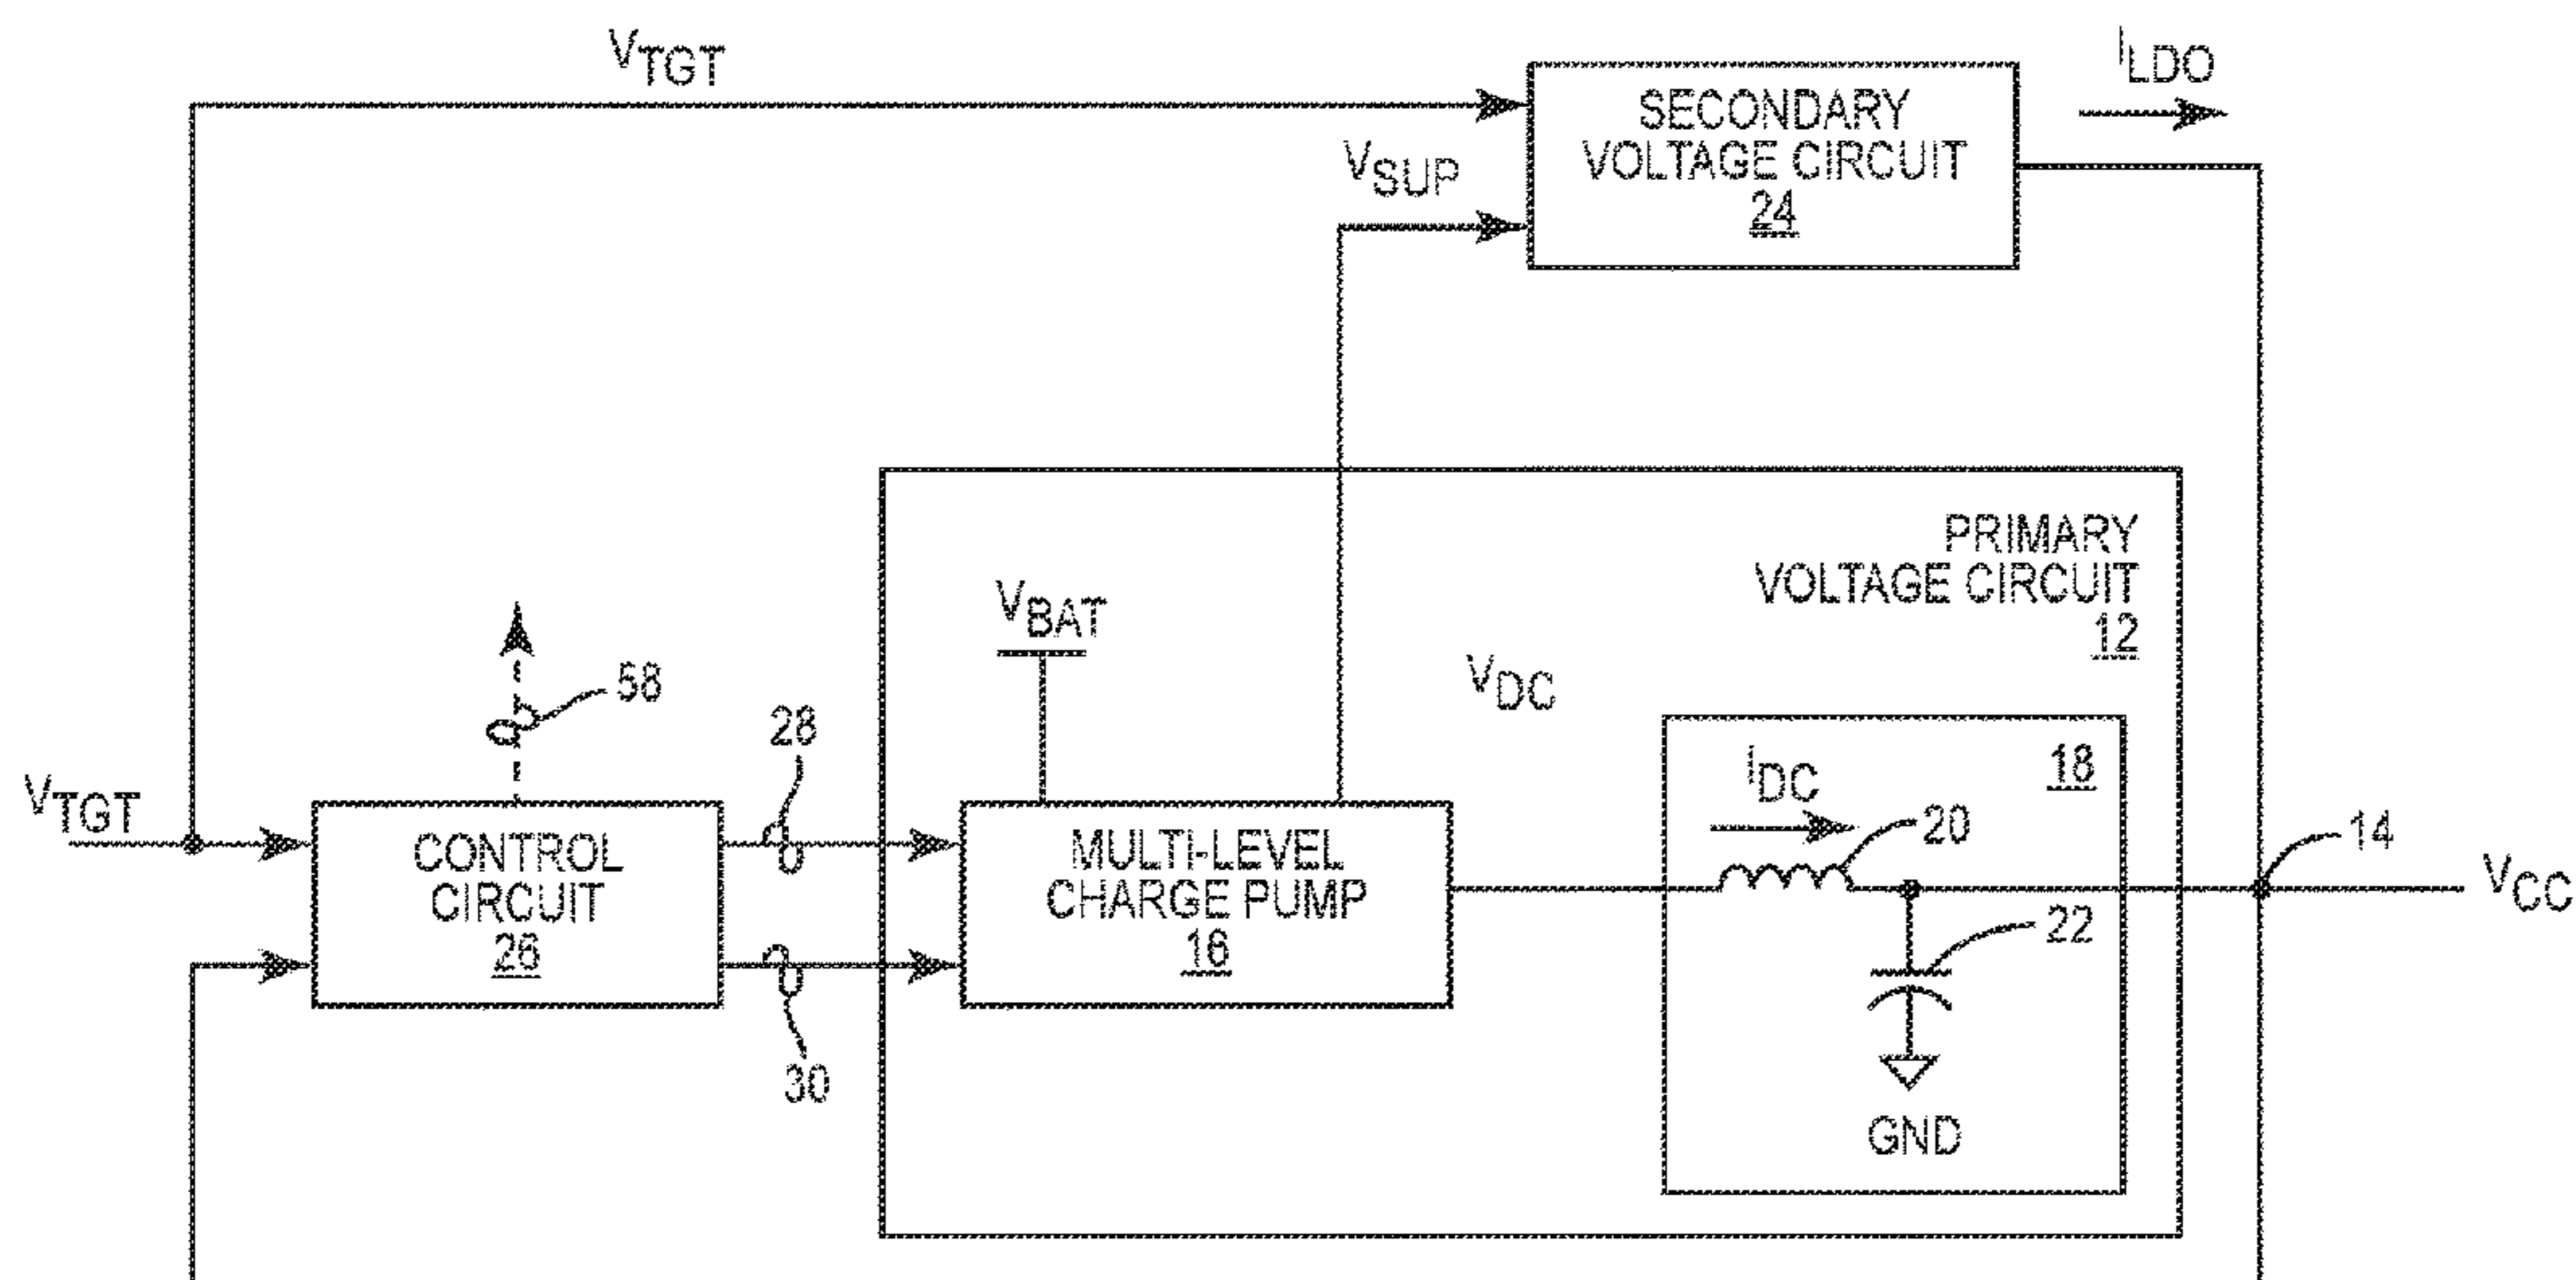 VTGT
ILDO
SECONDARY
VOLTAGE CIRCUIT
24
VSUP
PRIMARY
VOLTAGE CIRCUIT
12
VBAT
VDC
58
28
VTGT
CONTROL
CIRCUIT
26
MULTI-LEVEL
CHARGE PUMP
16
IDC
18
20
14
VCC
22
30
GND